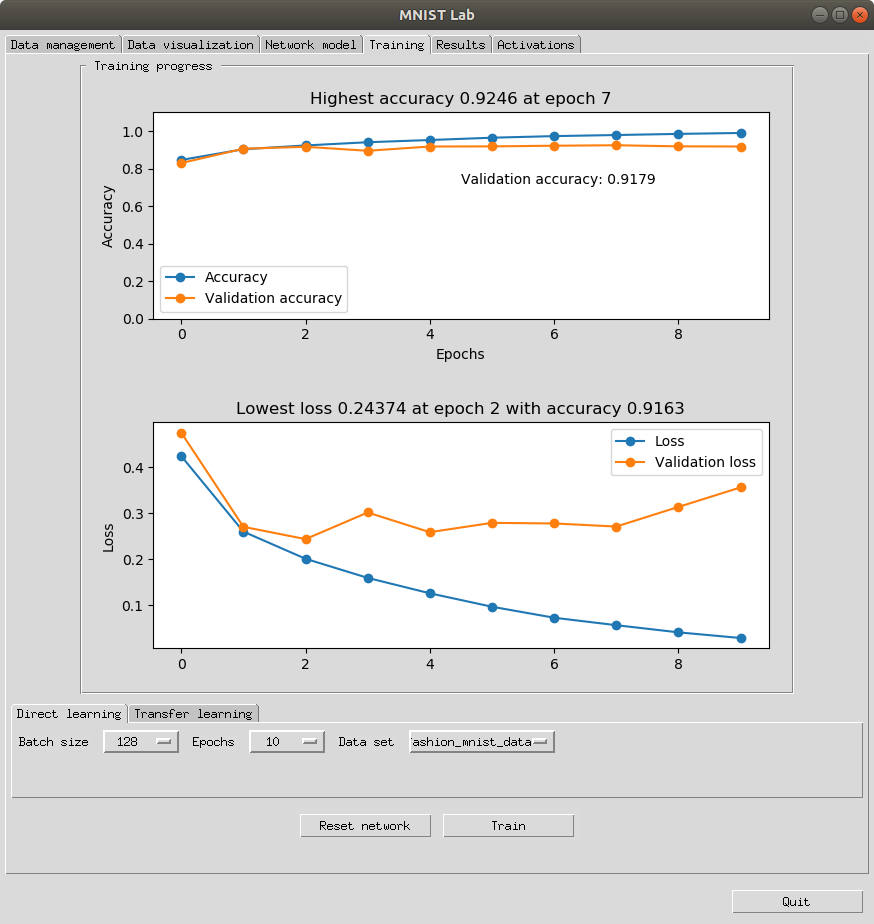 MNIST Lab
Data management Data visualization Network model Training Results Activations
Training progress
Highest accuracy 0.9246 at epoch 7
1.0
0.8
Validation accuracy: 0.9179
0.6
Accuracy
0.4
0.2
0.0
Accuracy
Validation accuracy
0 2 4 6 8
Epochs
Lowest loss 0.24374 at epoch 2 with accuracy 0.9163
Loss
Validation loss
0.4
0.3
Loss
0.2
0.1
0 2 4 6 8
Direct learning Transfer learning
Batch size 128 Epochs 10 Data set ashion_mnist_data
Reset network Train
Quit